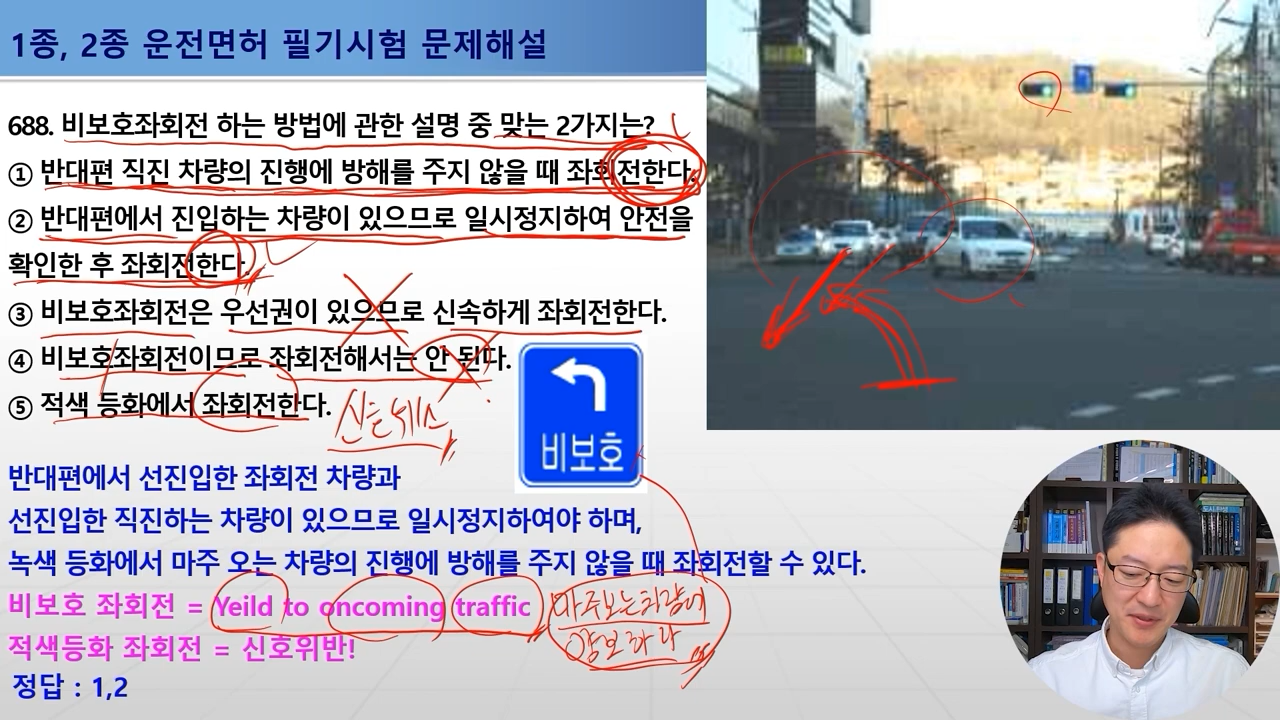 1종, 2종 운전면허 필기시험 문제해설
688. 비보호좌회전 하는 방법에 관한 설명 중 맞는 2가지는?
① 반대편 직진 차량의 진행에 방해를 주지 않을 때 좌회전한다.
② 반대편에서 진입하는 차량이 있으므로 일시정지하여 안전을
확인한 후 좌회전한다.
③ 비보호좌회전은 우선권이 있으므로 신속하게 좌회전한다.
④ 비보호좌회전이므로 좌회전해서는 안 된다.
⑤ 적색 등화에서 좌회전한다.
비보호
반대편에서 선진입한 좌회전 차량과
선진입한 직진하는 차량이 있으므로 일시정지하여야 하며,
녹색 등화에서 마주 오는 차량의 진행에 방해를 주지 않을 때 좌회전할 수 있다.
비보호 좌회전 = Yeild to oncoming traffic
마주보는차량에
양보하라
적색등화 좌회전 = 신호위반!
정답 : 1,2